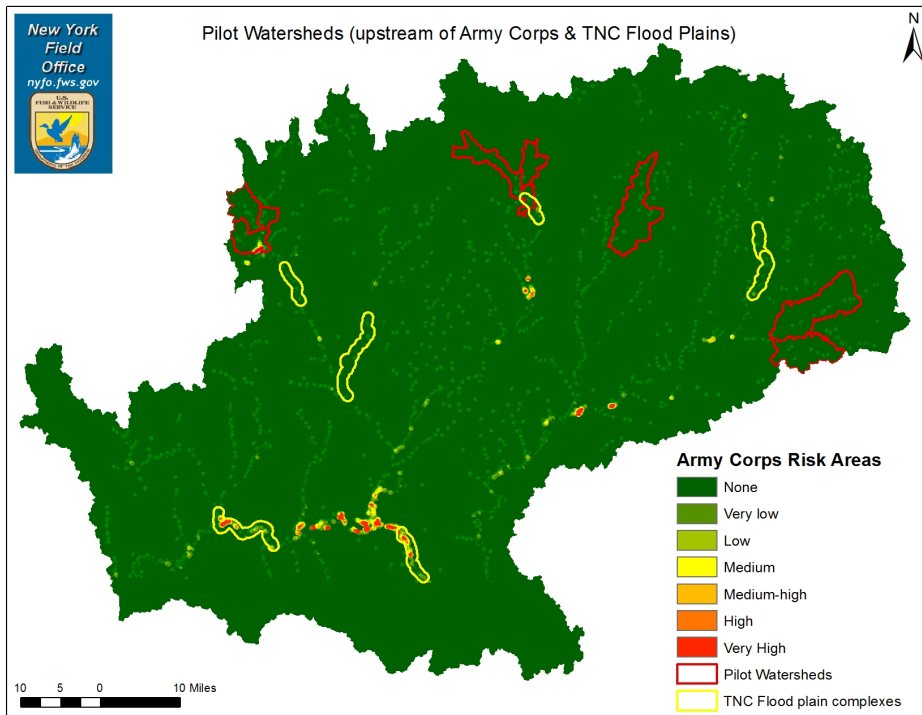 New York
Field
Office
nyfo.fws.gov
U.S.
FISH & WILDLIFE
SERVICE
Pilot Watersheds (upstream of Army Corps & TNC Flood Plains)
N
Army Corps Risk Areas
None
Very low
Low
Medium
Medium-high
High
Very High
Pilot Watersheds
TNC Flood plain complexes
10 5 0 10 Miles